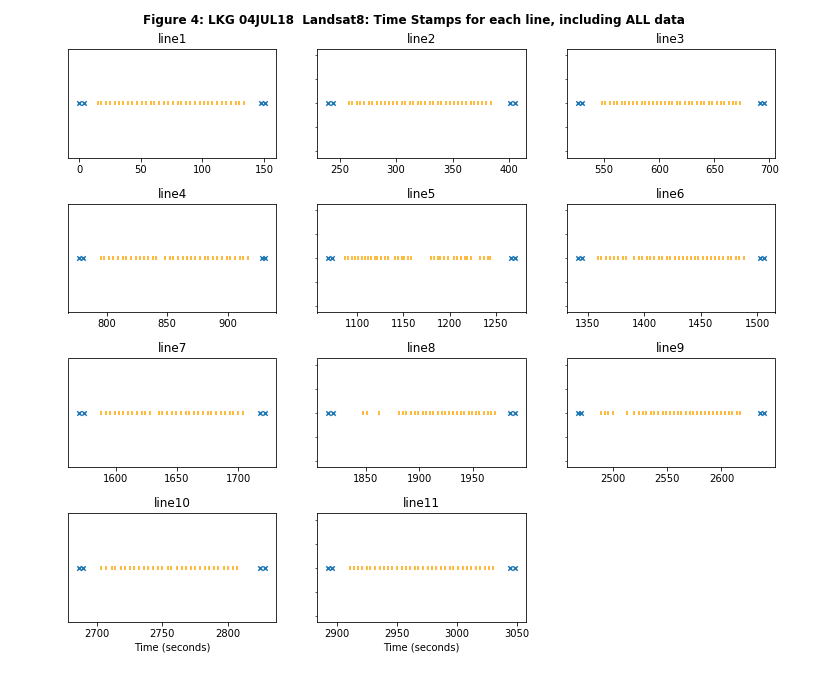 Figure 4: LKG 04JUL18  Landsat8: Time Stamps for each line, including ALL data
line1
line2
line3
0 50 100 150
250 300 350 400
550 600 650 700
line4
line5
line6
800 850 900
1100 1150 1200 1250
1350 1400 1450 1500
line7
line8
line9
1600 1650 1700
1850 1900 1950
2500 2550 2600
line10
line11
2700 2750 2800
2900 2950 3000 3050
Time (seconds)
Time (seconds)